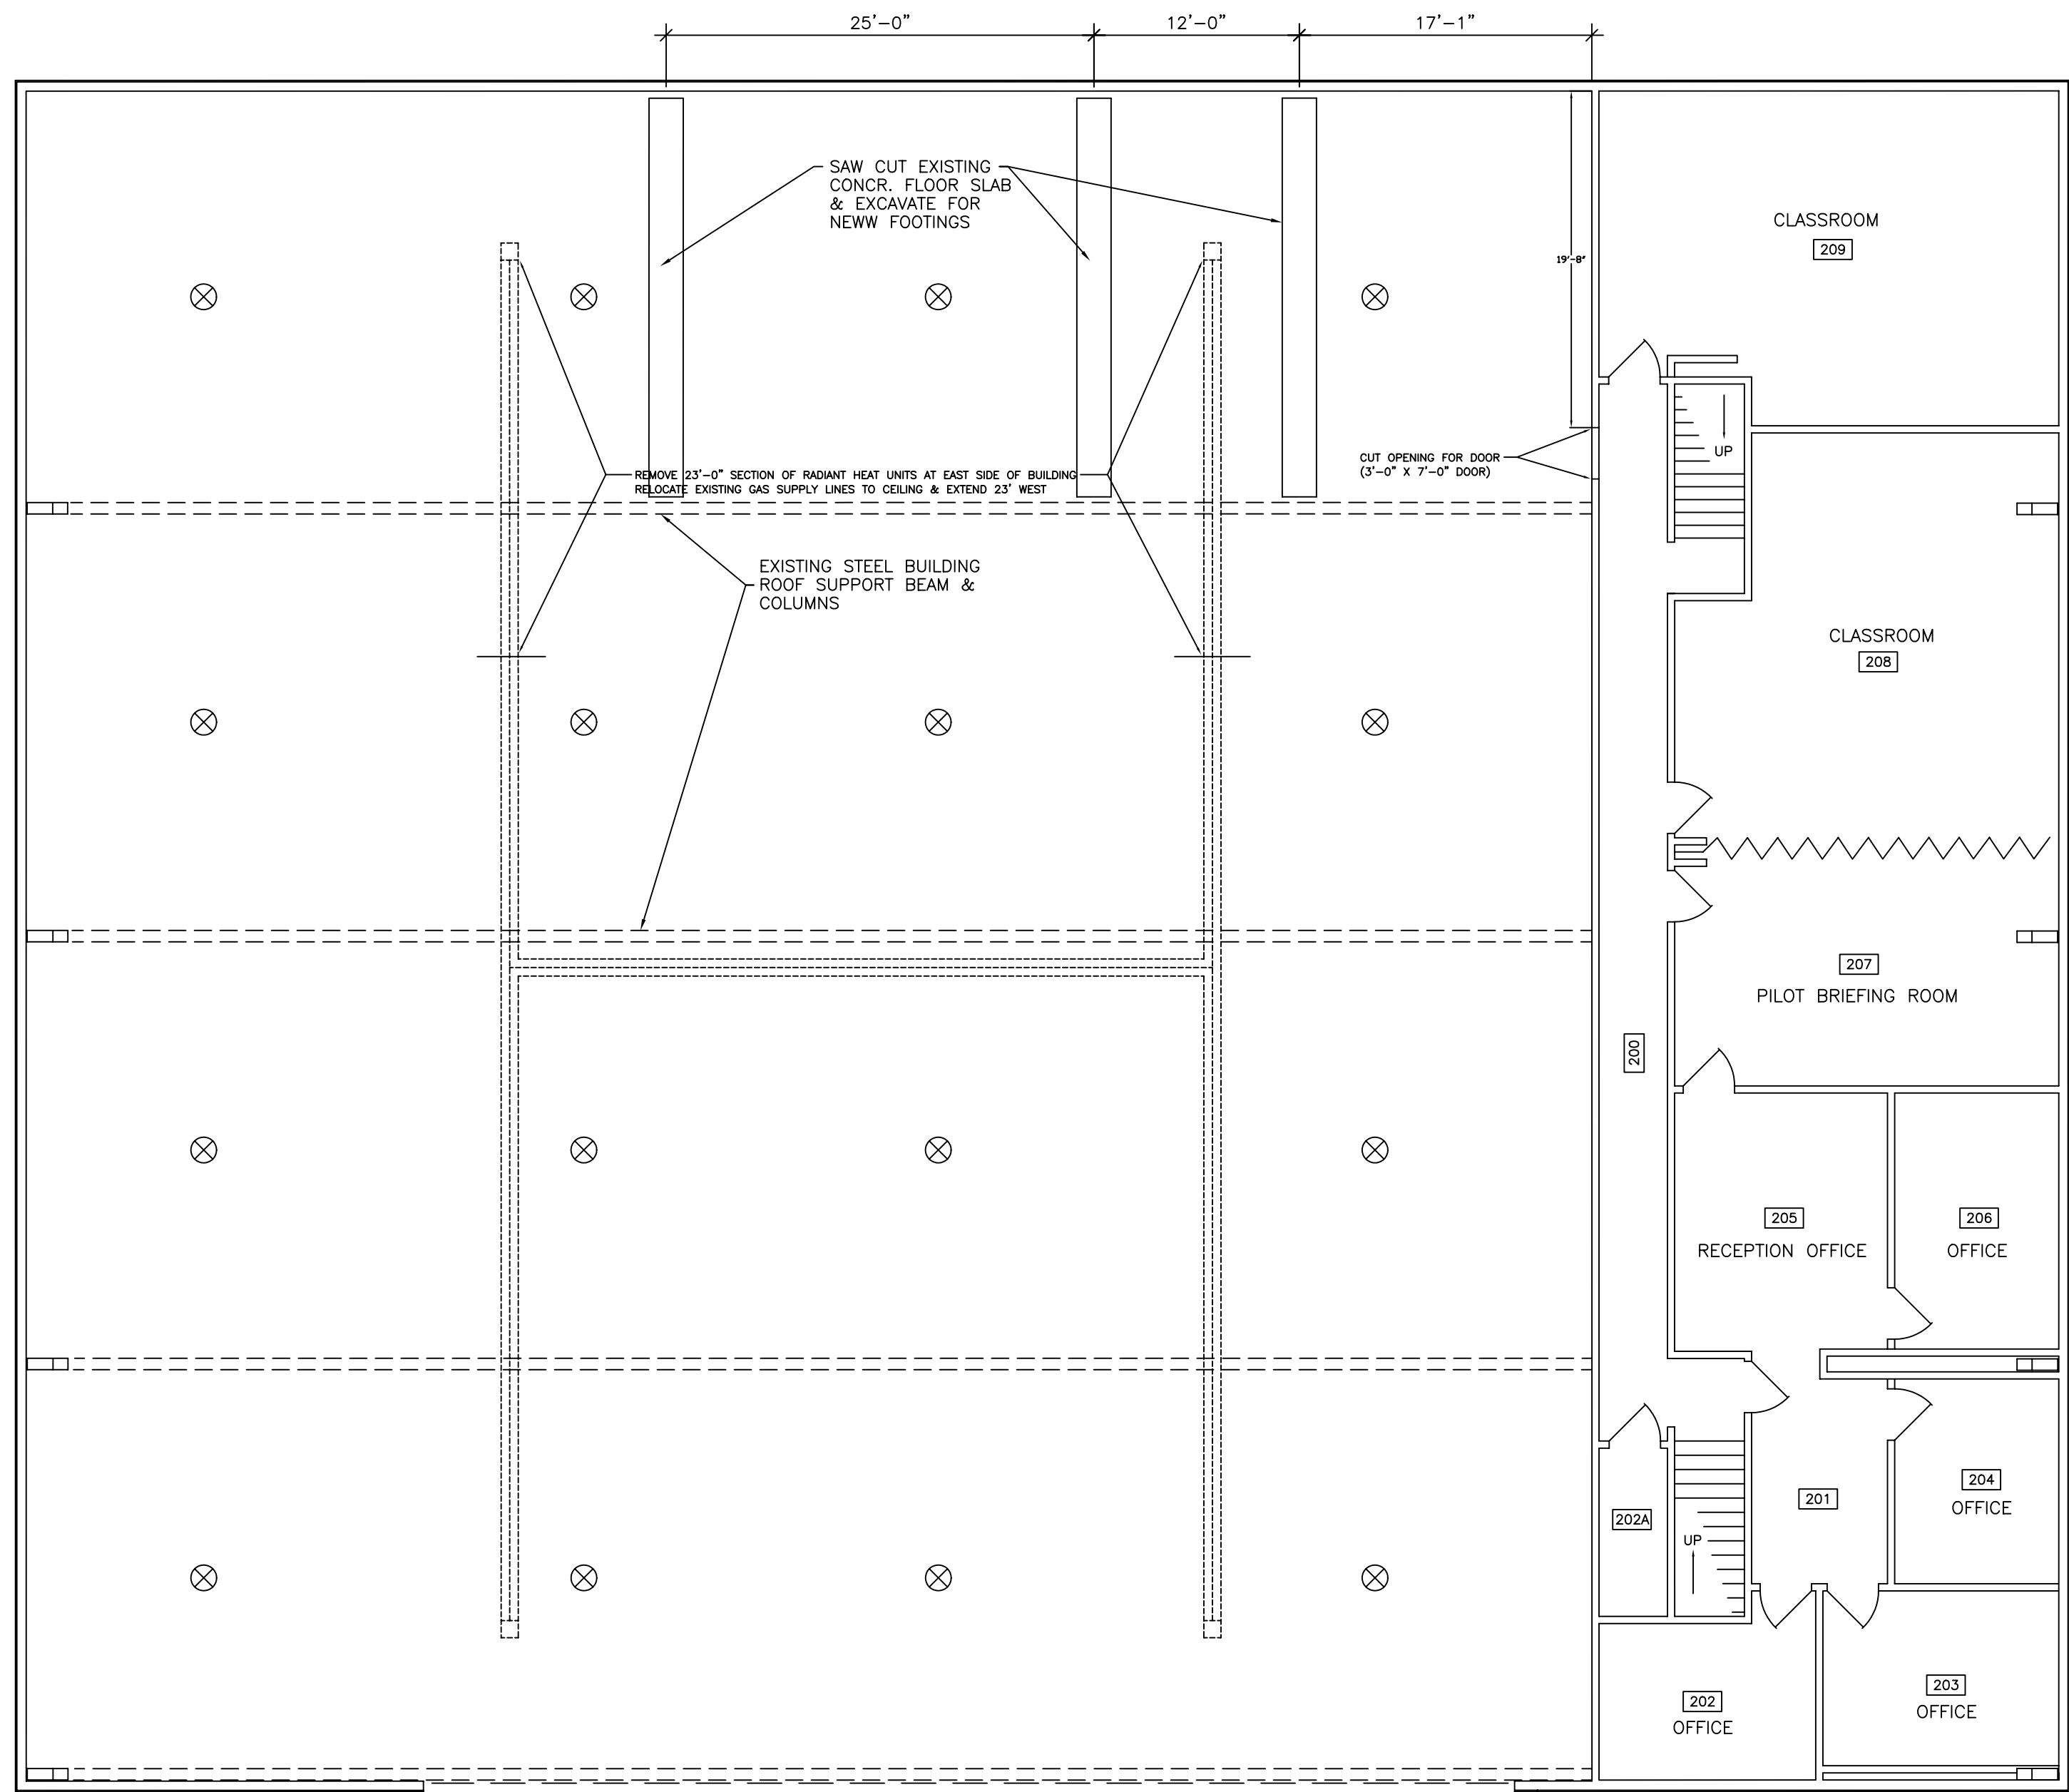 25'-0"
12'-0"
17'-1"
SAW CUT EXISTING
CONCR. FLOOR SLAB
& EXCAVATE FOR
NEWW FOOTINGS
CLASSROOM
209
19'-8"
UP
CUT OPENING FOR DOOR
(3'-0" X 7'-0" DOOR)
REMOVE 23'-0" SECTION OF RADIANT HEAT UNITS AT EAST SIDE OF BUILDING
RELOCATE EXISTING GAS SUPPLY LINES TO CEILING & EXTEND 23' WEST
EXISTING STEEL BUILDING
ROOF SUPPORT BEAM &
COLUMNS
CLASSROOM
208
207
PILOT BRIEFING ROOM
200
205
RECEPTION OFFICE
206
OFFICE
204
OFFICE
201
202A
UP
203
OFFICE
202
OFFICE